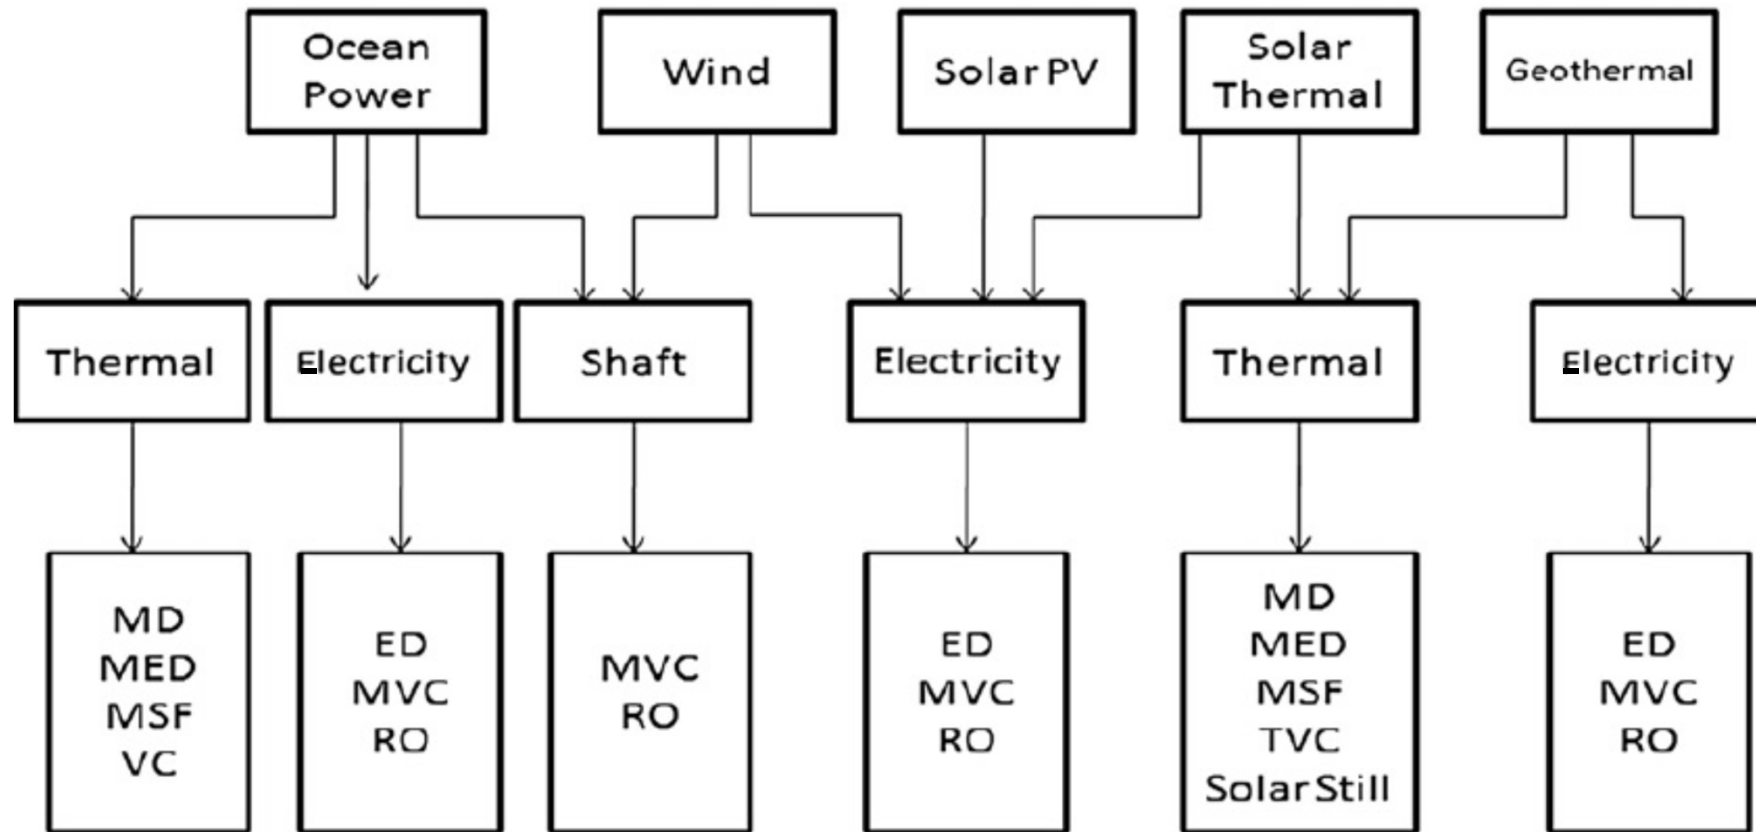 Ocean
Power
Wind
Solar PV
Solar
Thermal
Geothermal
Thermal
Electricity
Shaft
Electricity
Thermal
Electricity
MD
MED
MSF
VC
ED
MVC
RO
MVC
RO
ED
MVC
RO
MD
MED
MSF
TVC
Solar Still
ED
MVC
RO